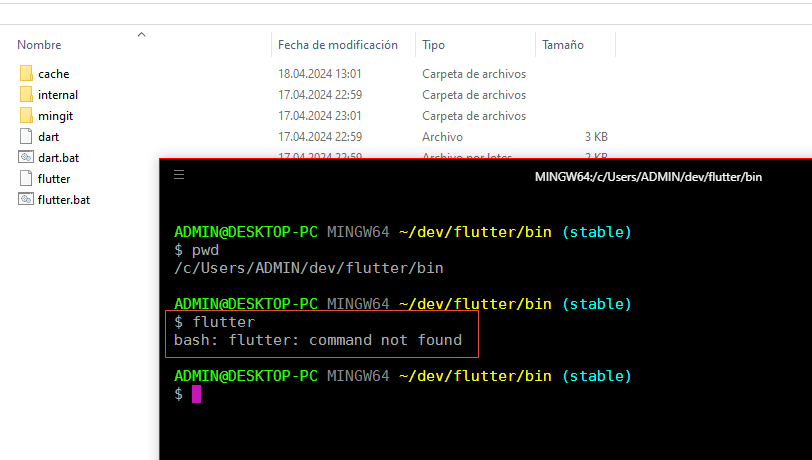 Nombre Fecha de modificación Tipo Tamaño
cache 18.04.2024 13:01 Carpeta de archivos
internal 17.04.2024 22:59 Carpeta de archivos
mingit 17.04.2024 23:01 Carpeta de archivos
dart 17.04.2024 22:59 Archivo 3 KB
dart.bat 17.04.2024 22:59 Archivo por lotes 2 KB
flutter
flutter.bat
MINGW64:/c/Users/ADMIN/dev/flutter/bin
ADMIN@DESKTOP-PC MINGW64 ~/dev/flutter/bin (stable)
$ pwd
/c/Users/ADMIN/dev/flutter/bin
ADMIN@DESKTOP-PC MINGW64 ~/dev/flutter/bin (stable)
$ flutter
bash: flutter: command not found
ADMIN@DESKTOP-PC MINGW64 ~/dev/flutter/bin (stable)
$